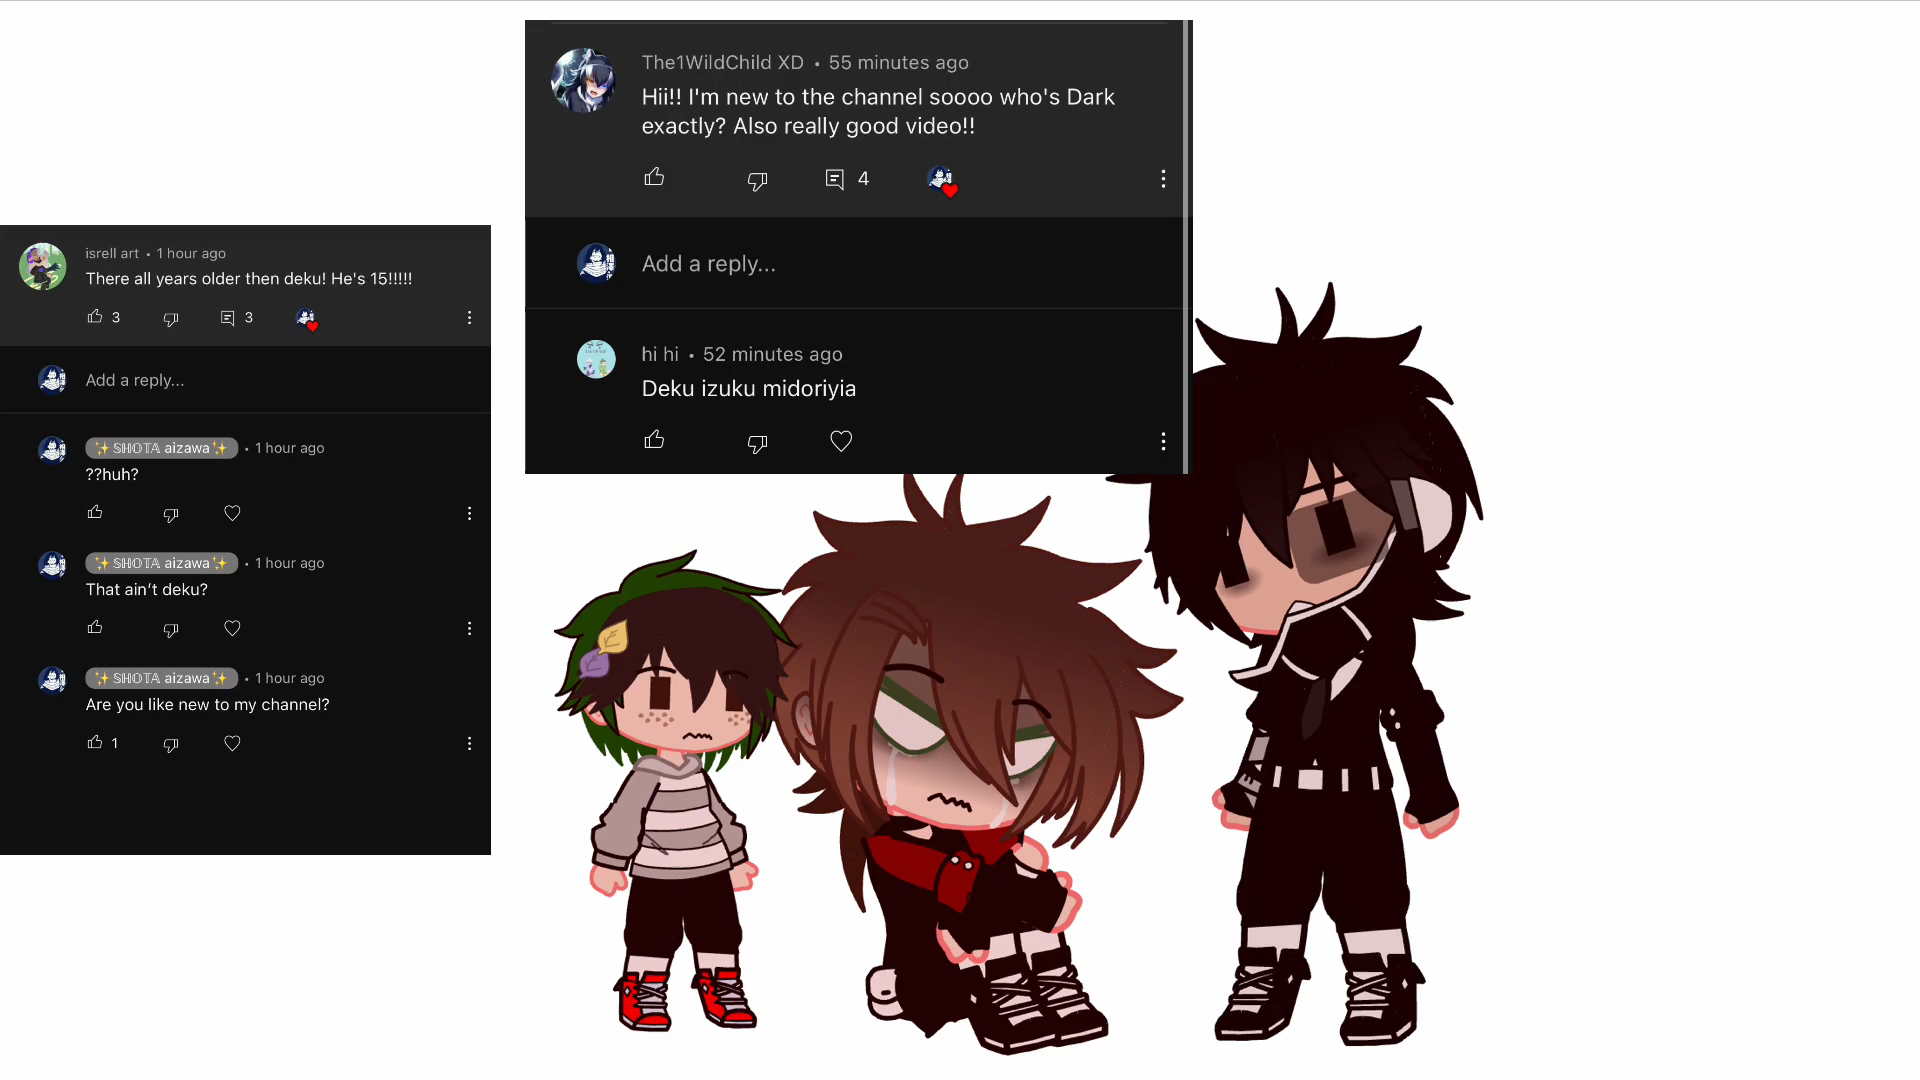 The1WildChild XD • 55 minutes ago
Hii!! I'm new to the channel soooo who's Dark
exactly? Also really good video!!
4
Add a reply...
hi hi • 52 minutes ago
Deku izuku midoriyia
isrell art • 1 hour ago
There all years older then deku! He's 15!!!!!
3 3
Add a reply...
✨SHOTA aizawa✨ • 1 hour ago
??huh?
✨SHOTA aizawa✨ • 1 hour ago
That ain't deku?
✨SHOTA aizawa✨ • 1 hour ago
Are you like new to my channel?
1